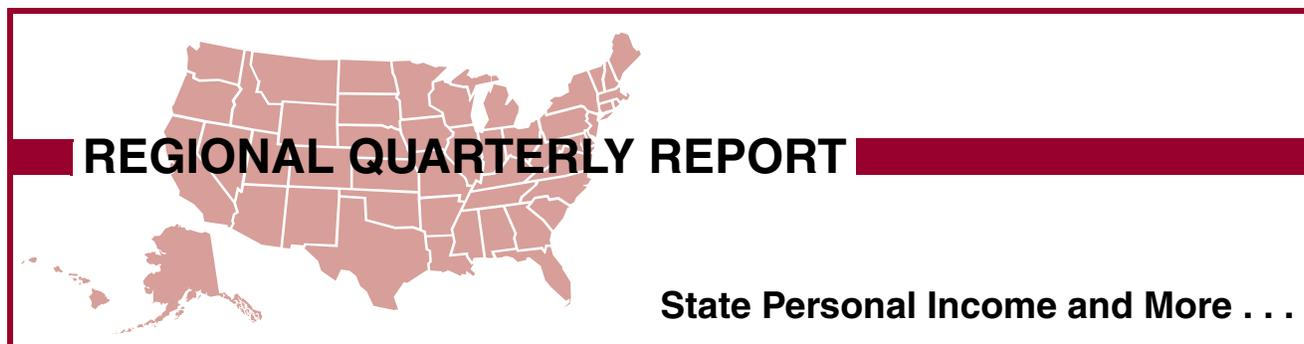 REGIONAL QUARTERLY REPORT
State Personal Income and More . . .